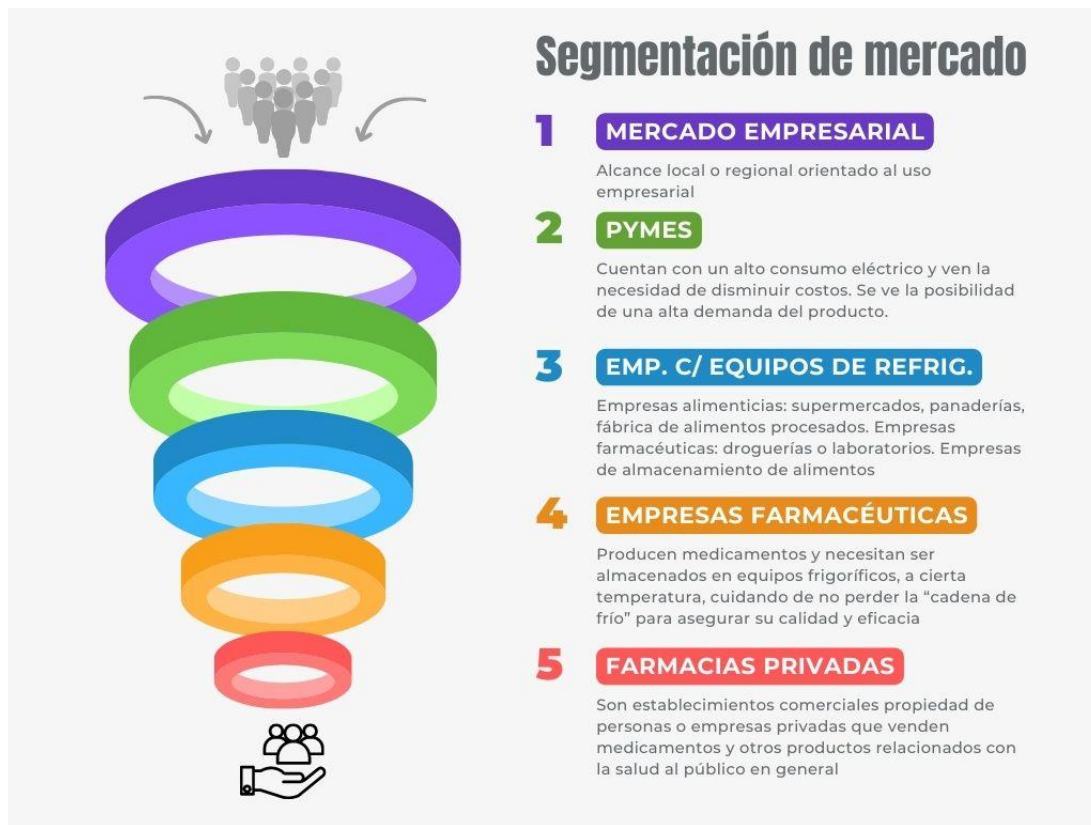 Segmentación de mercado
1 MERCADO EMPRESARIAL
Alcance local o regional orientado al uso
empresarial
2 PYMES
Cuentan con un alto consumo eléctrico y ven la
necesidad de disminuir costos. Se ve la posibilidad
de una alta demanda del producto.
3 EMP. C/ EQUIPOS DE REFRIG.
Empresas alimenticias: supermercados, panaderías,
fábrica de alimentos procesados. Empresas
farmacéuticas: droguerías o laboratorios. Empresas
de almacenamiento de alimentos
4 EMPRESAS FARMACÉUTICAS
Producen medicamentos y necesitan ser
almacenados en equipos frigoríficos, a cierta
temperatura, cuidando de no perder la “cadena de
frío” para asegurar su calidad y eficacia
5 FARMACIAS PRIVADAS
Son establecimientos comerciales propiedad de
personas o empresas privadas que venden
medicamentos y otros productos relacionados con
la salud al público en general